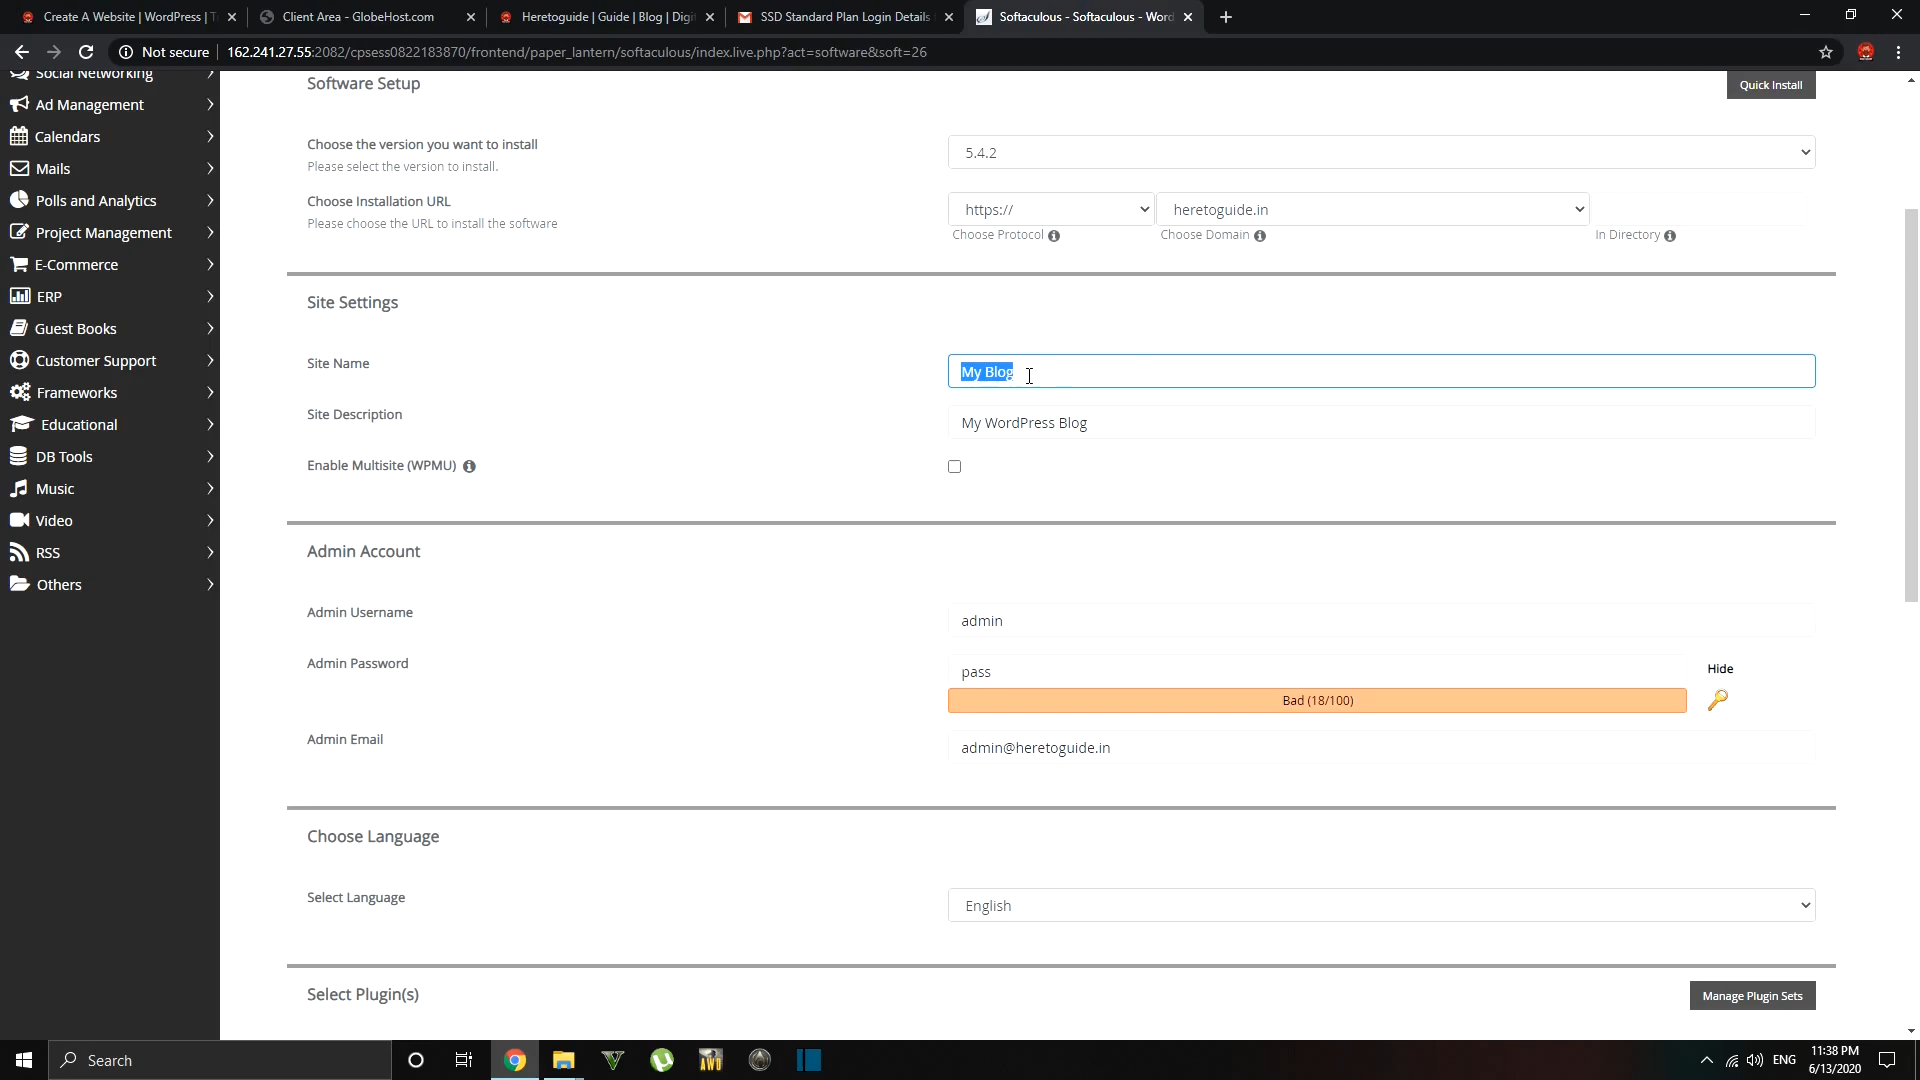 Create A Website | WordPress | T
Client Area - GlobeHost.com
Heretoguide | Guide | Blog | Digi
SSD Standard Plan Login Details
Softaculous - Softaculous - Word
Not secure
162.241.27.55:2082/cpsess0822183870/frontend/paper_lantern/softaculous/index.live.php?act=software&soft=26
Social Networking
Ad Management
Calendars
Mails
Polls and Analytics
Project Management
E-Commerce
ERP
Guest Books
Customer Support
Frameworks
Educational
DB Tools
Music
Video
RSS
Others
Software Setup
Quick Install
Choose the version you want to install
Please select the version to install.
5.4.2
Choose Installation URL
Please choose the URL to install the software
https://
heretoguide.in
Choose Protocol
Choose Domain
In Directory
Site Settings
Site Name
My Blog
Site Description
My WordPress Blog
Enable Multisite (WPMU)
Admin Account
Admin Username
admin
Admin Password
pass
Hide
Bad (18/100)
Admin Email
admin@heretoguide.in
Choose Language
Select Language
English
Select Plugin(s)
Manage Plugin Sets
Search
AWD
ENG
11:38 PM
6/13/2020